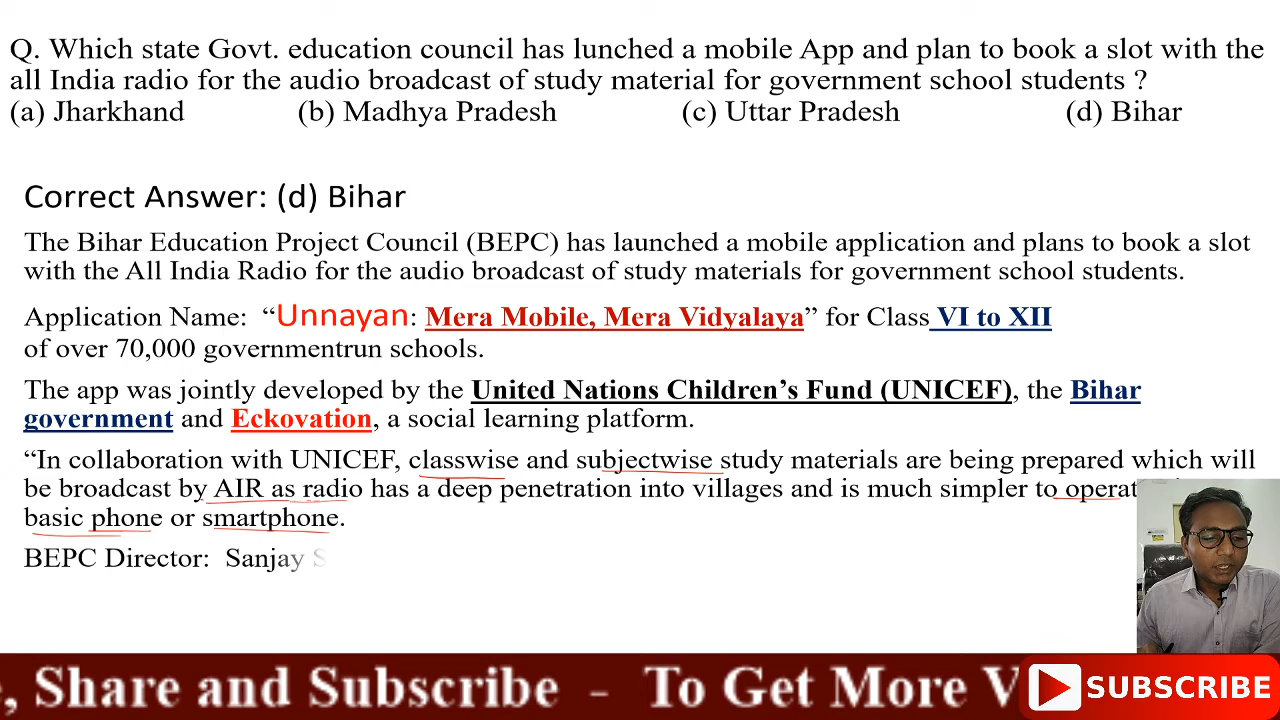 Q. Which state Govt. education council has lunched a mobile App and plan to book a slot with the
all India radio for the audio broadcast of study material for government school students ?
(a) Jharkhand (b) Madhya Pradesh (c) Uttar Pradesh (d) Bihar
Correct Answer: (d) Bihar
The Bihar Education Project Council (BEPC) has launched a mobile application and plans to book a slot
with the All India Radio for the audio broadcast of study materials for government school students.
Application Name: “Unnayan: Mera Mobile, Mera Vidyalaya” for Class VI to XII
of over 70,000 governmentrun schools.
The app was jointly developed by the United Nations Children’s Fund (UNICEF), the Bihar
government and Eckovation, a social learning platform.
“In collaboration with UNICEF, classwise and subjectwise study materials are being prepared which will
be broadcast by AIR as radio has a deep penetration into villages and is much simpler to
basic phone or smartphone.
BEPC Director: Sanjay S
, Share and Subscribe - To Get More V
SUBSCRIBE